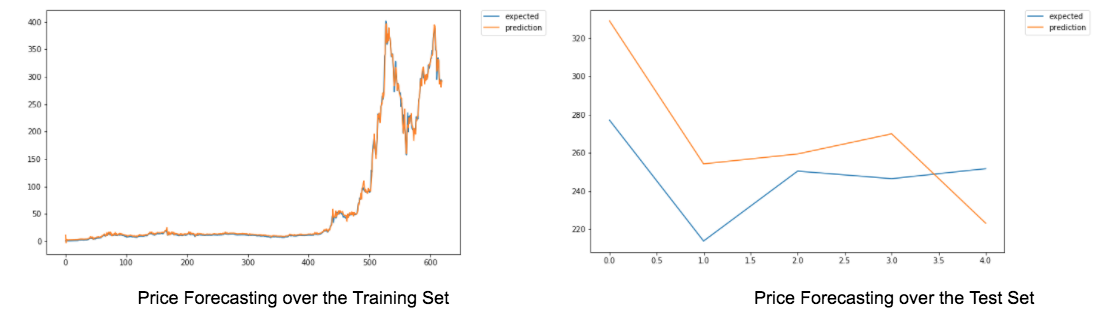 expected
prediction
400
350
300
250
200
150
100
50
0
0 100 200 300 400 500 600
Price Forecasting over the Training Set
expected
prediction
320
300
280
260
240
220
0.0 0.5 1.0 1.5 2.0 2.5 3.0 3.5 4.0
Price Forecasting over the Test Set